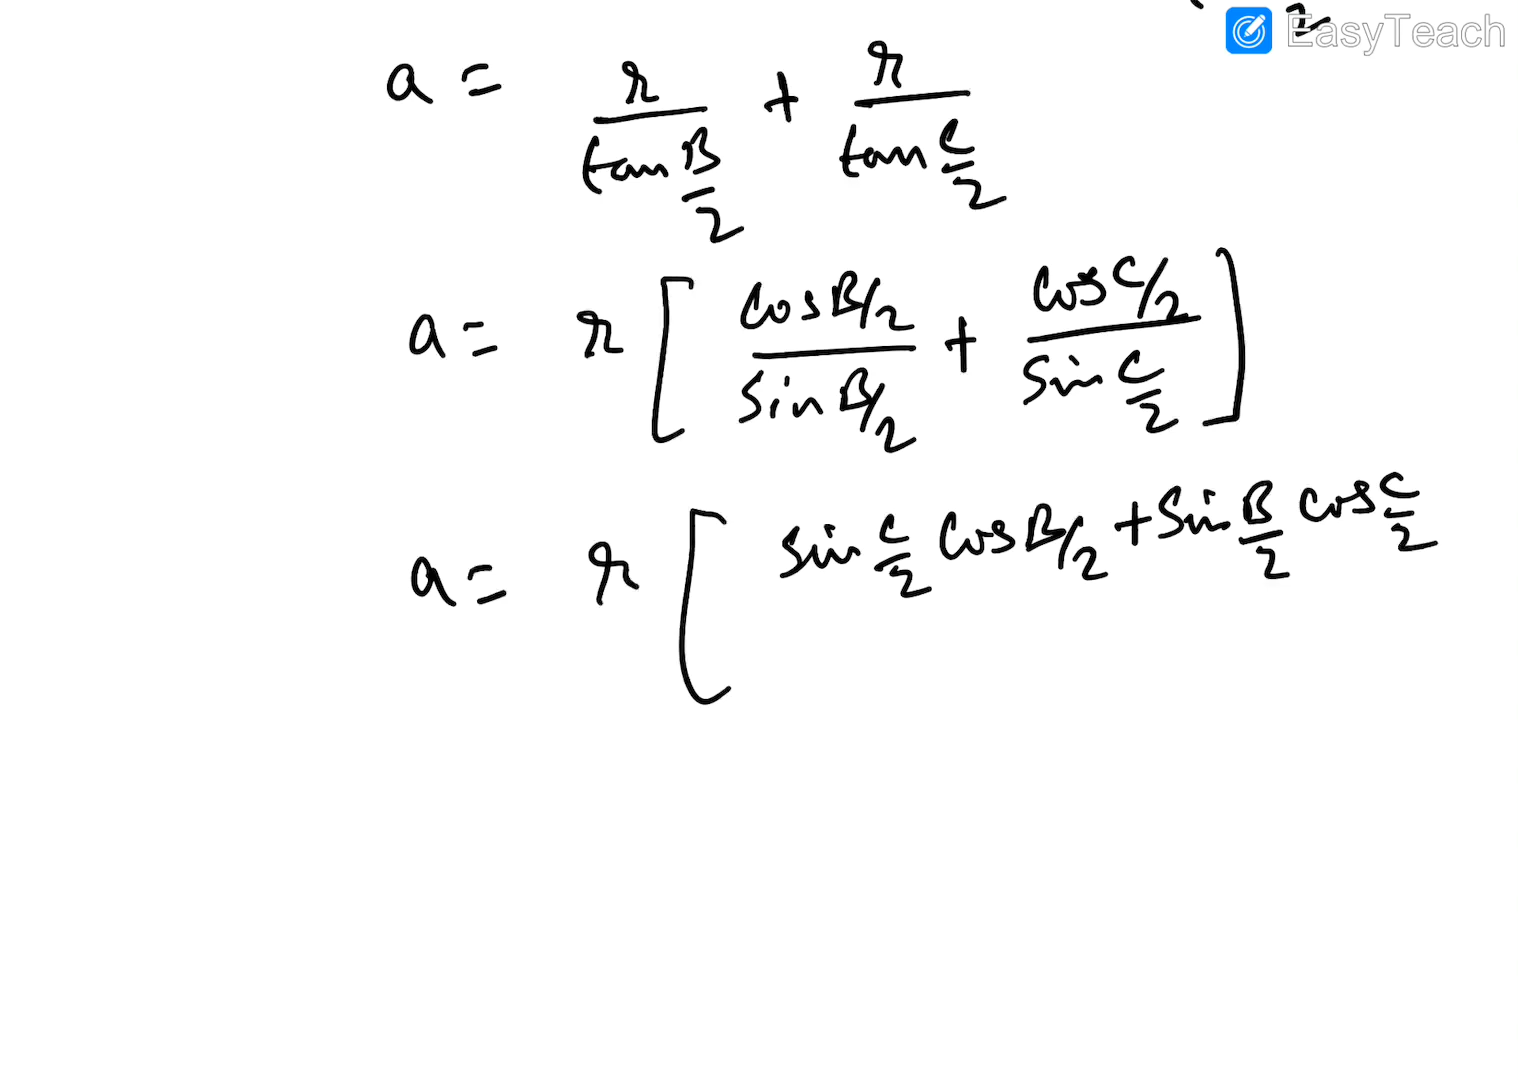 EasyTeach
a = r/tan B/2 + r/tan C/2
a = r [ cos B/2 / sin B/2 + cos C/2 / sin C/2 ]
a = r [ sin C/2 cos B/2 + sin B/2 cos C/2